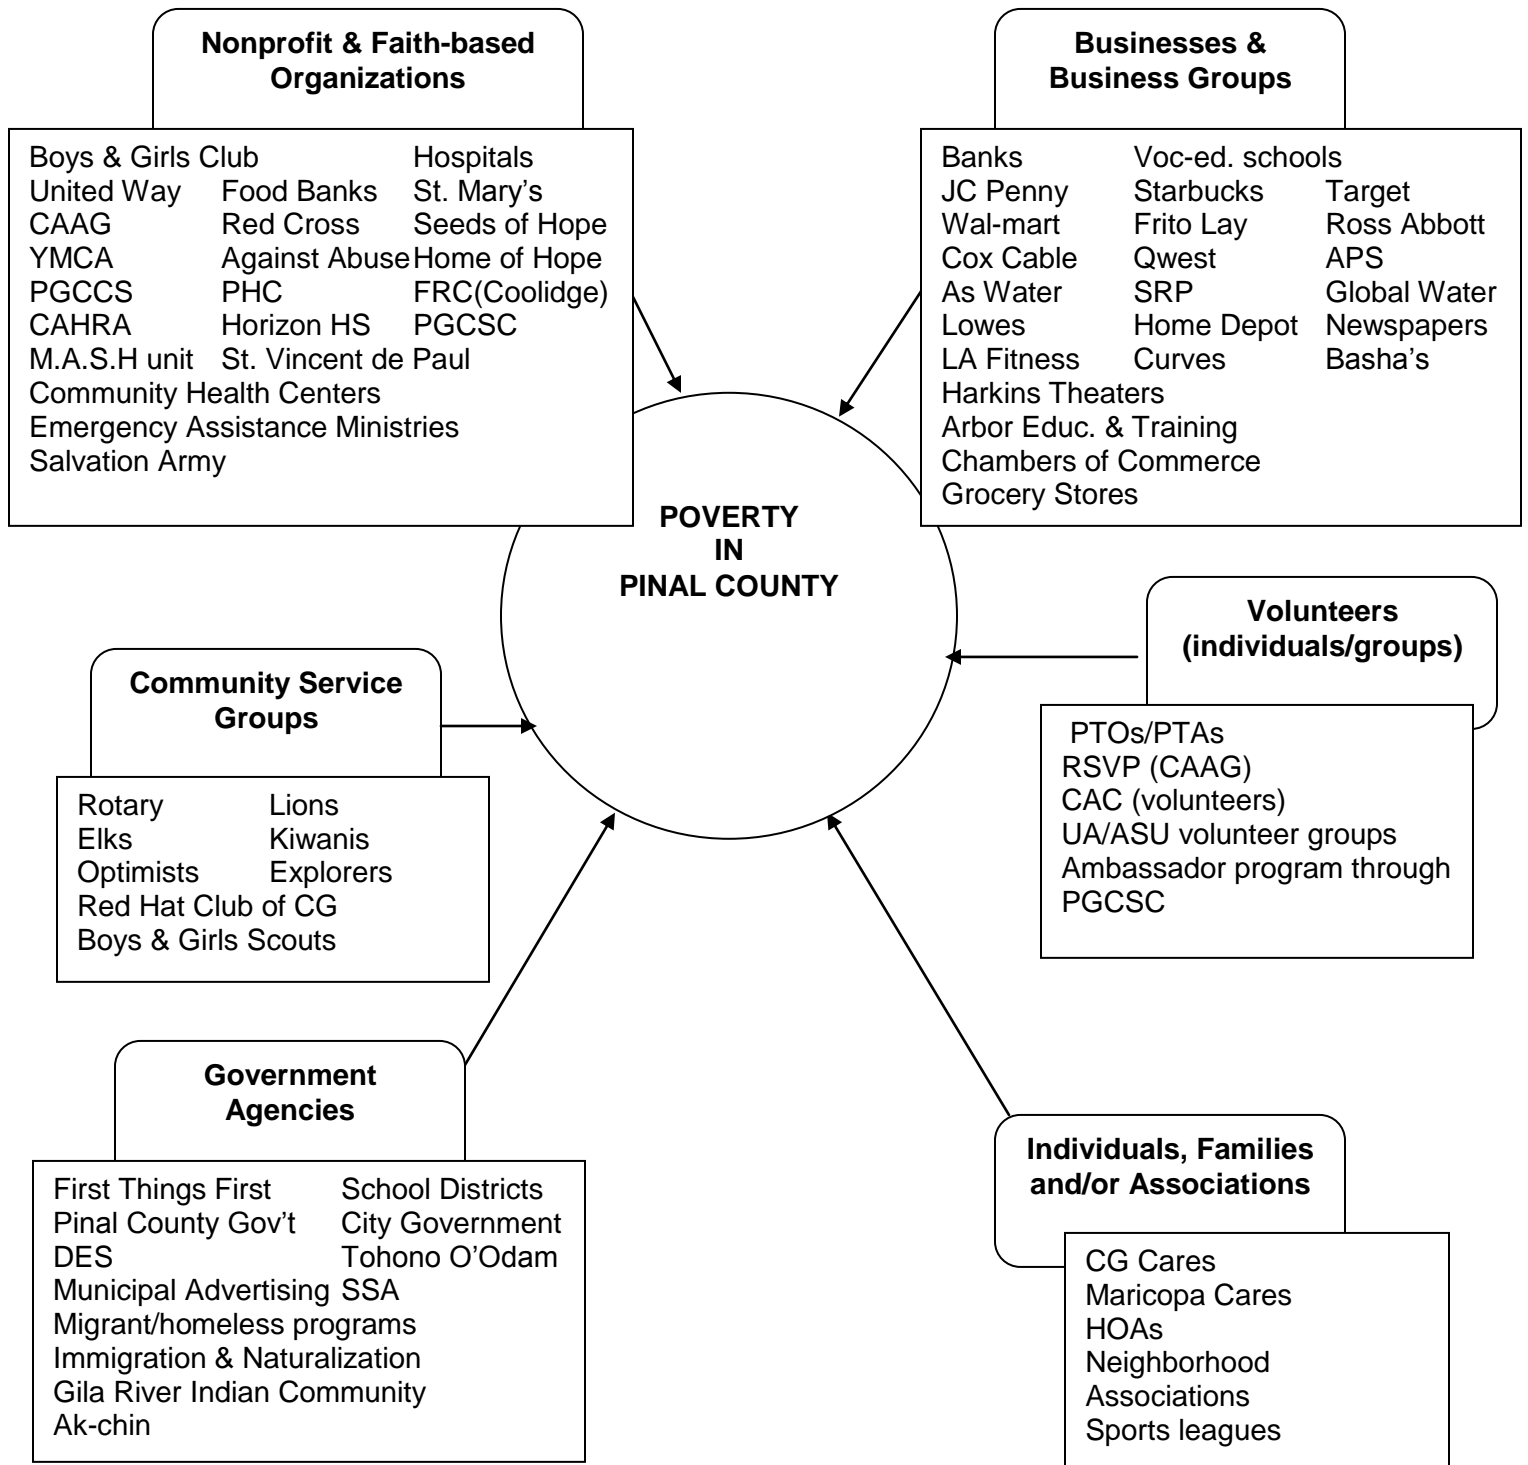 Nonprofit & Faith-based
Organizations
Boys & Girls Club Hospitals
United Way Food Banks St. Mary's
CAAG Red Cross Seeds of Hope
YMCA Against Abuse Home of Hope
PGCCS PHC FRC(Coolidge)
CAHRA Horizon HS PGCSC
M.A.S.H unit St. Vincent de Paul
Community Health Centers
Emergency Assistance Ministries
Salvation Army
Businesses &
Business Groups
Banks Voc-ed. schools
JC Penny Starbucks Target
Wal-mart Frito Lay Ross Abbott
Cox Cable Qwest APS
As Water SRP Global Water
Lowes Home Depot Newspapers
LA Fitness Curves Basha's
Harkins Theaters
Arbor Educ. & Training
Chambers of Commerce
Grocery Stores
POVERTY
IN
PINAL COUNTY
Community Service
Groups
Rotary Lions
Elks Kiwanis
Optimists Explorers
Red Hat Club of CG
Boys & Girls Scouts
Volunteers
(individuals/groups)
PTOs/PTAs
RSVP (CAAG)
CAC (volunteers)
UA/ASU volunteer groups
Ambassador program through
PGCSC
Government
Agencies
First Things First School Districts
Pinal County Gov't City Government
DES Tohono O'Odam
Municipal Advertising SSA
Migrant/homeless programs
Immigration & Naturalization
Gila River Indian Community
Ak-chin
Individuals, Families
and/or Associations
CG Cares
Maricopa Cares
HOAs
Neighborhood
Associations
Sports leagues